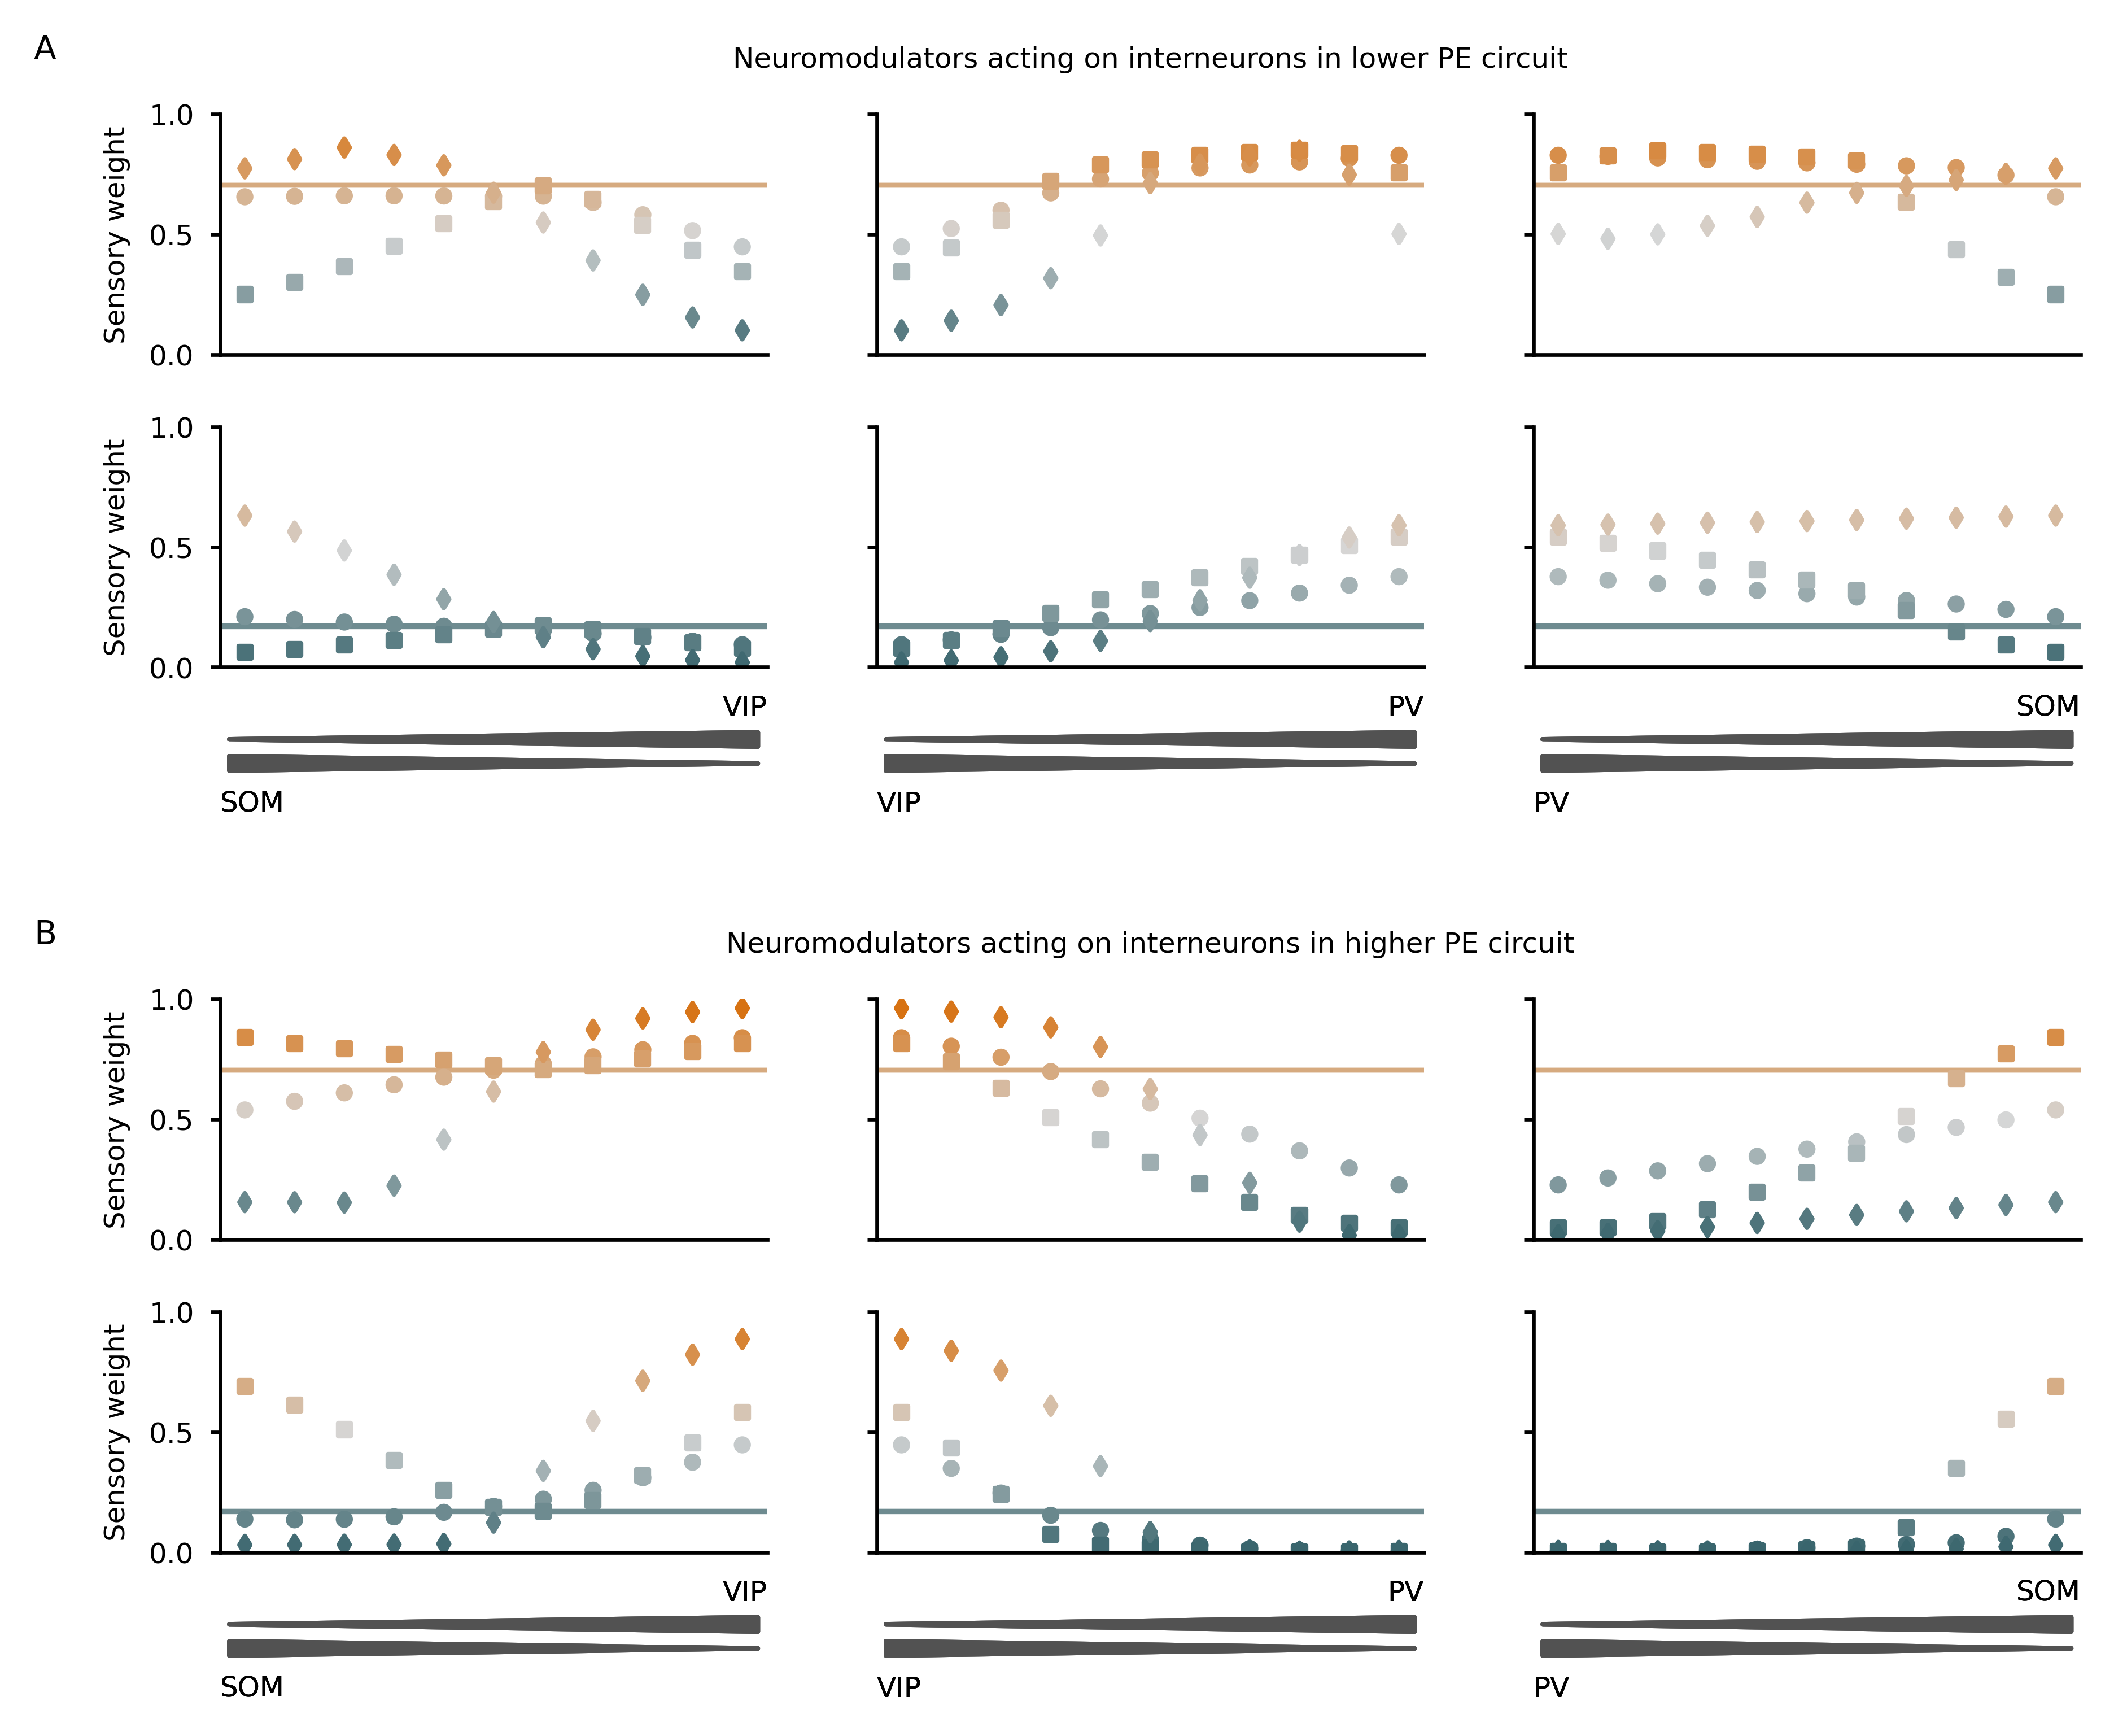 A
Neuromodulators acting on interneurons in lower PE circuit
Sensory weight
1.0
0.5
0.0
Sensory weight
1.0
0.5
0.0
VIP
SOM
PV
VIP
SOM
PV
B
Neuromodulators acting on interneurons in higher PE circuit
Sensory weight
1.0
0.5
0.0
Sensory weight
1.0
0.5
0.0
VIP
SOM
PV
VIP
SOM
PV